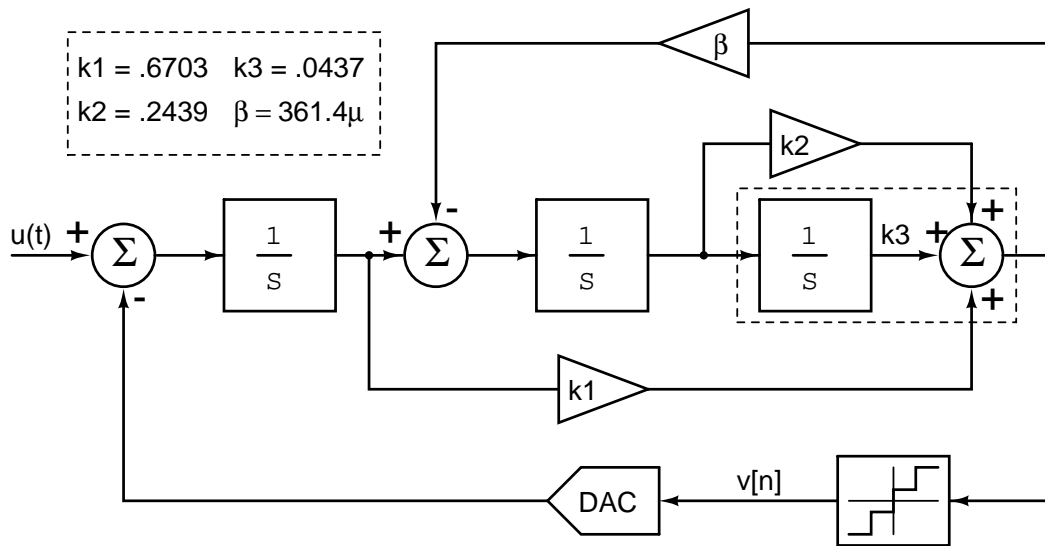 β
k1 = .6703 k3 = .0437
k2 = .2439 β = 361.4μ
k2
u(t) + Σ - 1/S + Σ - 1/S 1/S k3 + Σ + +
k1
v[n]
DAC